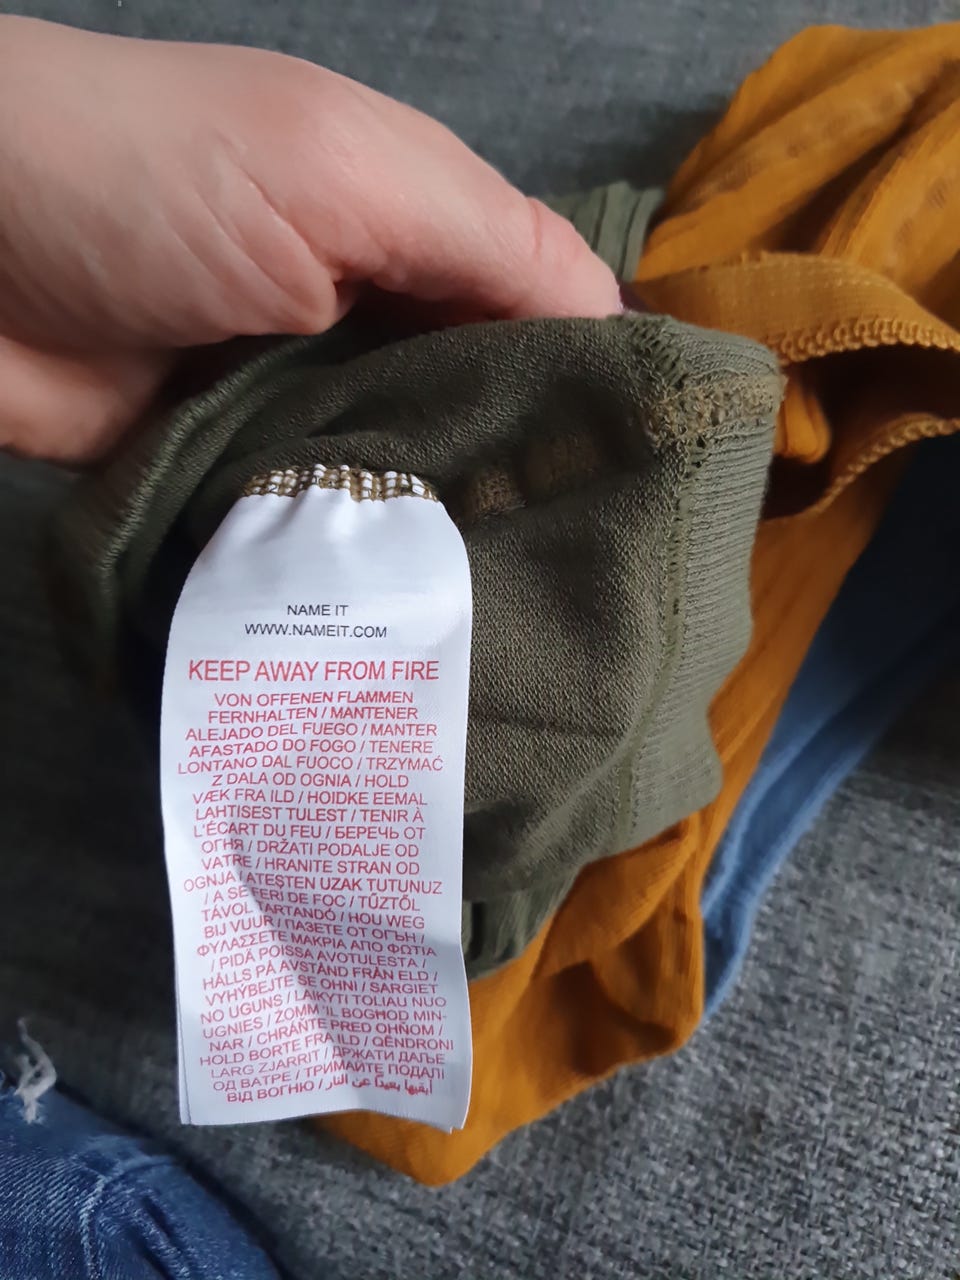 NAME IT
WWW.NAMEIT.COM
KEEP AWAY FROM FIRE
VON OFFENEN FLAMMEN
FERNHALTEN / MANTENER
ALEJADO DEL FUEGO / MANTER
AFASTADO DO FOGO / TENERE
LONTANO DAL FUOCO / TRZYMAĆ
Z DALA OD OGNIA / HOLD
VÆK FRA ILD / HOIDKE EEMAL
LAHTISEST TULEST / TENIR À
L'ÉCART DU FEU / БЕРЕЧЬ ОТ
ОГНЯ / DRŽATI PODALJE OD
VATRE / HRANITE STRAN OD
OGNJA / ATEŞTEN UZAK TUTUNUZ
/ A SE FERI DE FOC / TŰZTŐL
TÁVOL TARTANDÓ / HOU WEG
BIJ VUUR / ПАЗЕТЕ ОТ ОГЪН /
ΦΥΛΑΣΣΕΤΕ ΜΑΚΡΙΑ ΑΠΟ ΦΩΤΙΑ
/ PIDÄ POISSA AVOTULESTA /
HÅLLS PÅ AVSTÅND FRÅN ELD /
VYHÝBEJTE SE OHNI / SARGIET
NO UGUNS / LAIKYTI TOLIAU NUO
UGNIES / ŻOMM 'IL BOGĦOD MIN-
NAR / CHRÁŇTE PRED OHŇOM /
HOLD BORTE FRA ILD / QËNDRONI
LARG ZJARRIT / ДРЖАТИ ДАЉЕ
ОД ВАТРЕ / ТРИМАЙТЕ ПОДАЛІ
ВІД ВОГНЮ / أبقيها بعيدًا عن النار